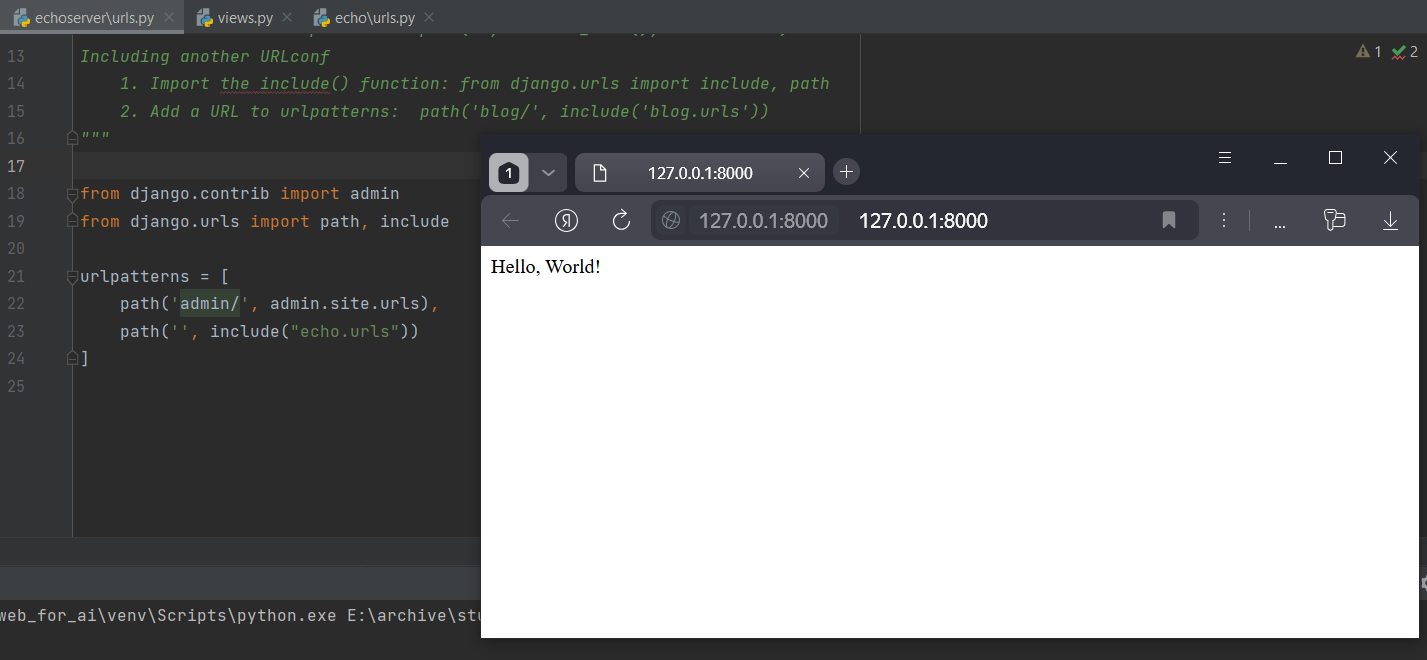 echoserver\urls.py
views.py
echo\urls.py
13 Including another URLconf
14 1. Import the include() function: from django.urls import include, path
15 2. Add a URL to urlpatterns:  path('blog/', include('blog.urls'))
16 """
17
18 from django.contrib import admin
19 from django.urls import path, include
20
21 urlpatterns = [
22 path('admin/', admin.site.urls),
23 path('', include("echo.urls"))
24 ]
25
1 2
1 127.0.0.1:8000
Я 127.0.0.1:8000 127.0.0.1:8000 ...
Hello, World!
web_for_ai\venv\Scripts\python.exe E:\archive\stu